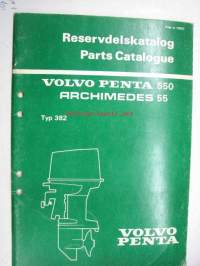 Reservdelskatalog
Parts Catalogue
VOLVO PENTA 550
ARCHIMEDES 55
Typ 382
VOLVO
PENTA